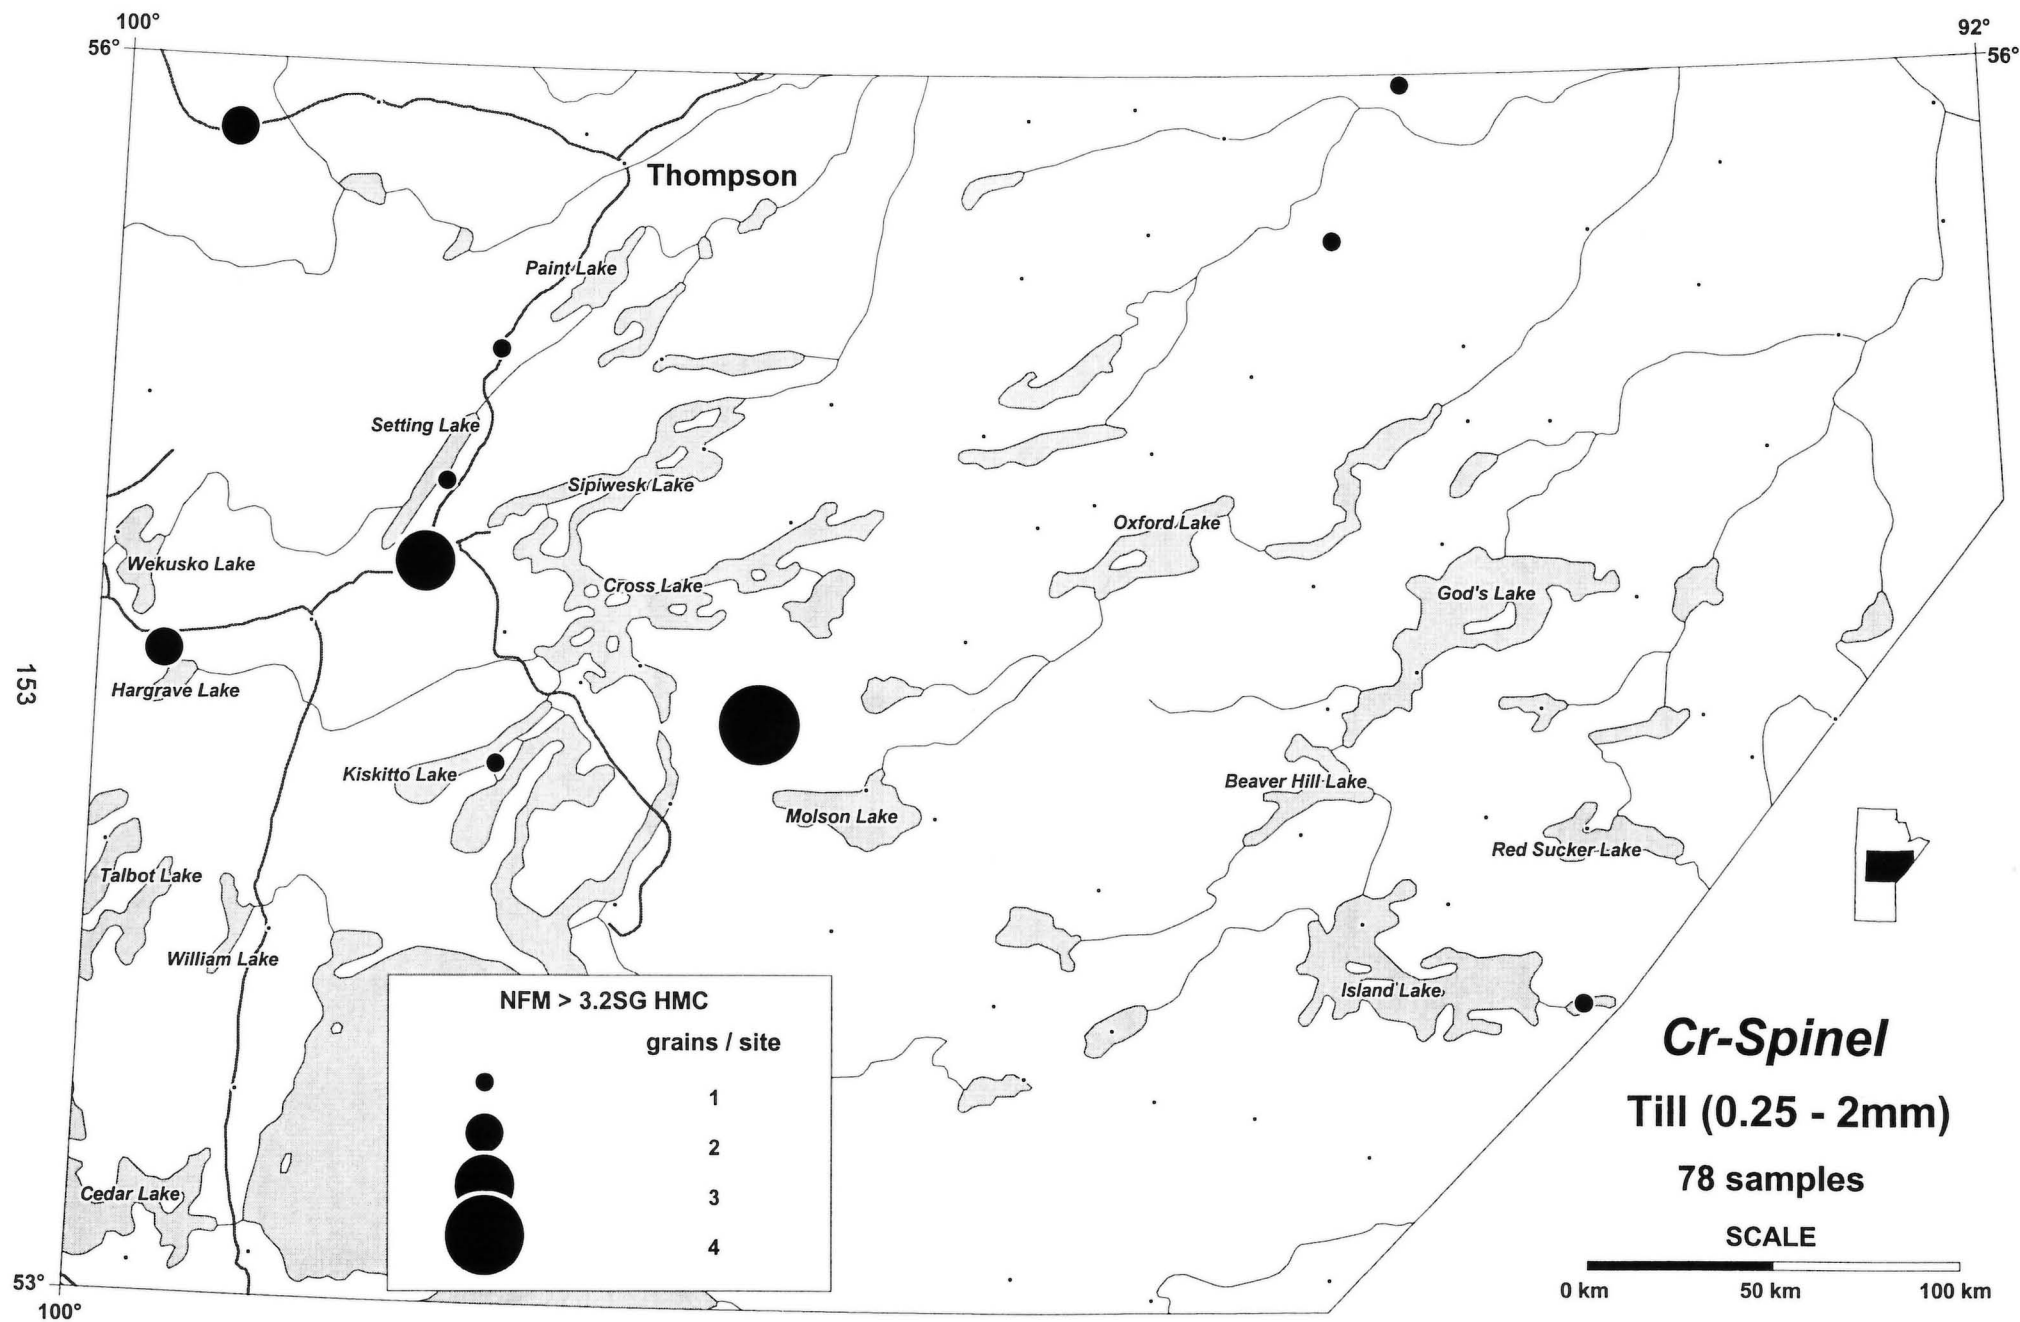 100°
92°
56°
56°
Thompson
Paint Lake
Setting Lake
Sipiwesk Lake
Oxford Lake
Wekusko Lake
Cross Lake
God's Lake
153
Hargrave Lake
Kiskitto Lake
Beaver Hill Lake
Molson Lake
Red Sucker Lake
Talbot Lake
William Lake
Island Lake
NFM > 3.2SG HMC
grains / site
1
2
3
4
Cr-Spinel
Till (0.25 - 2mm)
78 samples
SCALE
0 km 50 km 100 km
Cedar Lake
53°
100°